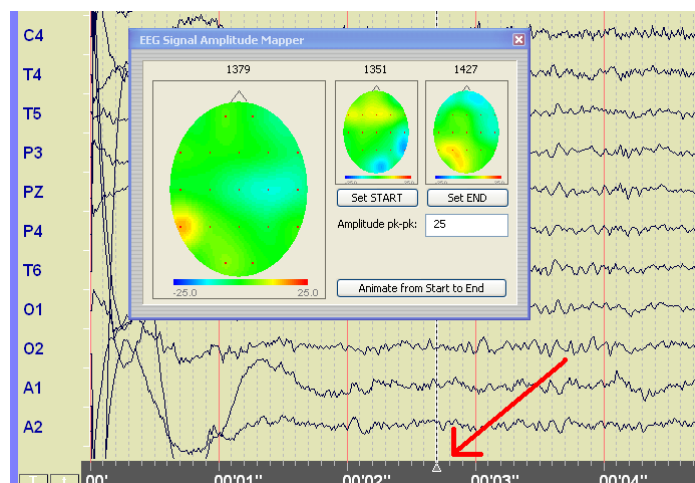 EEG Signal Amplitude Mapper
C4
T4
T5
P3
PZ
P4
T6
O1
O2
A1
A2
1379
1351
1427
Set START
Set END
Amplitude pk-pk: 25
-25.0
25.0
Animate from Start to End
00'
00'01''
00'02''
00'03''
00'04''